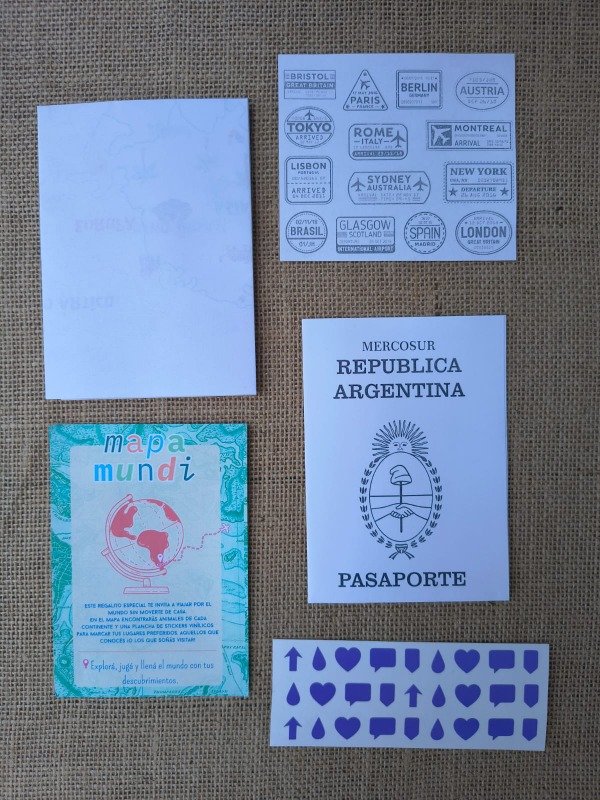 BRISTOL
GREAT BRITAIN
PARIS
FRANCE
BERLIN
GERMANY
AUSTRIA
TOKYO
ARRIVED
ROME
ITALY
MONTREAL
ARRIVAL
LISBON
PORTUGAL
ARRIVED
04 DEC 2011
SYDNEY
AUSTRALIA
NEW YORK
DEPARTURE
BRASIL
GLASGOW
SCOTLAND
INTERNATIONAL AIRPORT
SPAIN
MADRID
LONDON
GREAT BRITAIN
EUROPA
MERCOSUR
REPUBLICA
ARGENTINA
PASAPORTE
mapa
mundi
ESTE REGALITO ESPECIAL TE INVITA A VIAJAR POR EL
MUNDO SIN MOVERTE DE CASA.
EN EL MAPA ENCONTRARÁS ANIMALES DE CADA
CONTINENTE Y UNA PLANCHA DE STICKERS VINÍLICOS
PARA MARCAR TUS LUGARES PREFERIDOS, AQUELLOS QUE
CONOCÉS ¡O LOS QUE SOÑÁS VISITAR!
Explorá, jugá y llená el mundo con tus
descubrimientos.